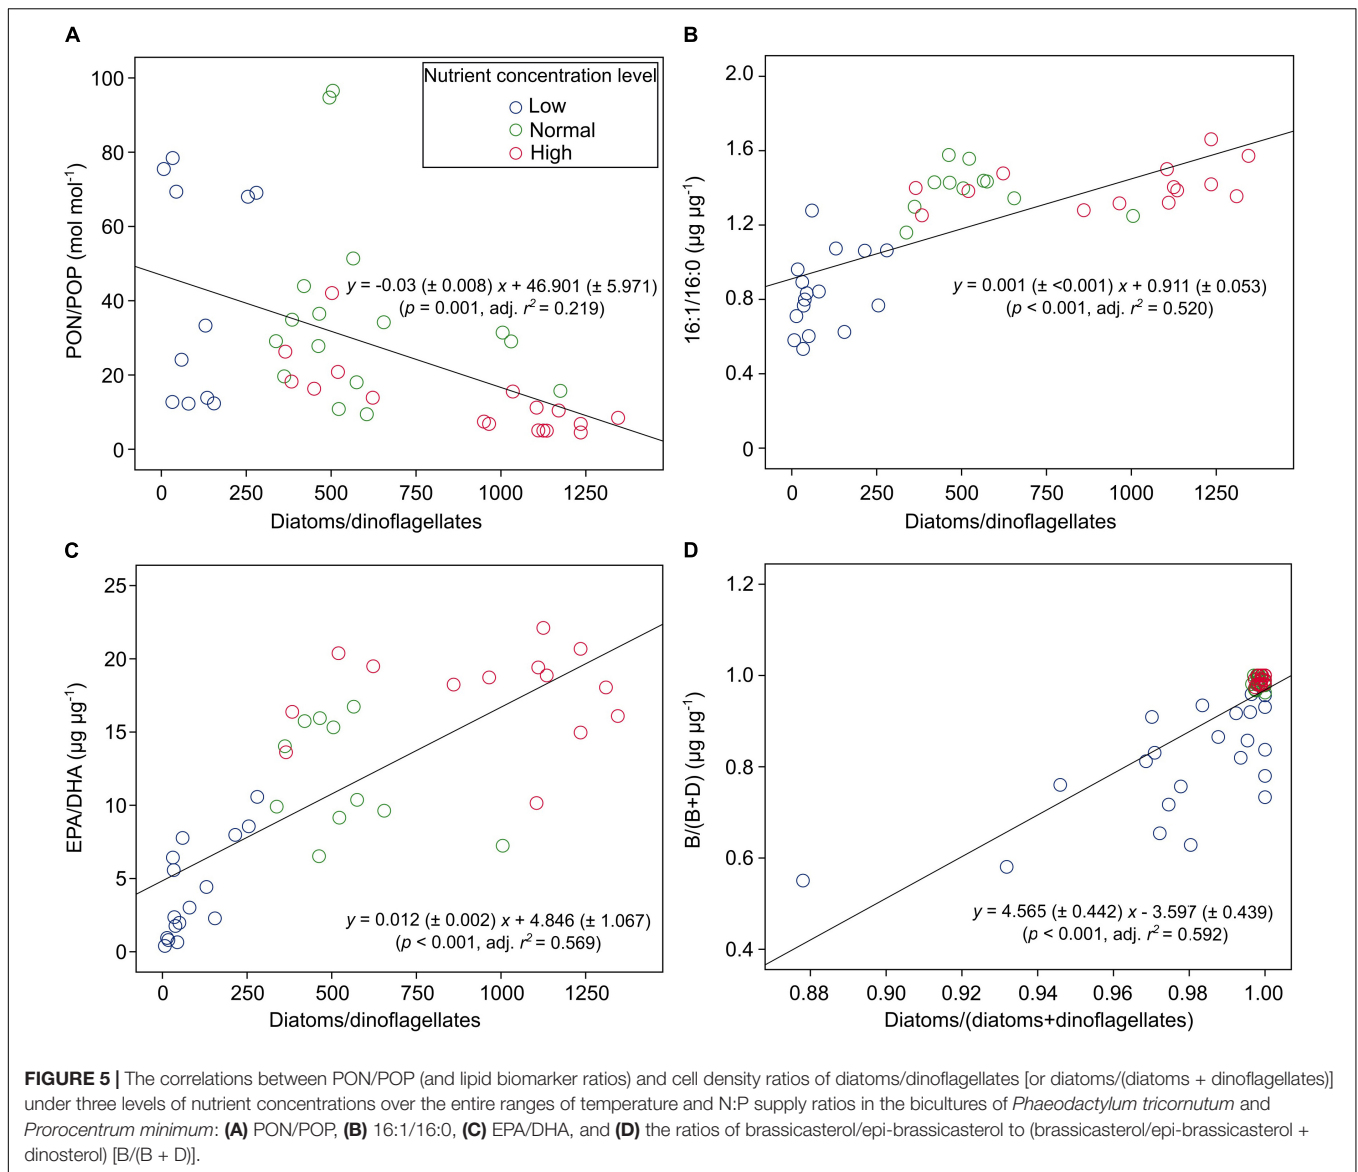 A
PON/POP (mol mol⁻¹)
100
80
60
40
20
0
Nutrient concentration level
Low
Normal
High
y = -0.03 (± 0.008) x + 46.901 (± 5.971)
(p = 0.001, adj. r² = 0.219)
0 250 500 750 1000 1250
Diatoms/dinoflagellates
B
16:1/16:0 (µg µg⁻¹)
2.0
1.6
1.2
0.8
0.4
0
y = 0.001 (± <0.001) x + 0.911 (± 0.053)
(p < 0.001, adj. r² = 0.520)
0 250 500 750 1000 1250
Diatoms/dinoflagellates
C
EPA/DHA (µg µg⁻¹)
25
20
15
10
5
0
y = 0.012 (± 0.002) x + 4.846 (± 1.067)
(p < 0.001, adj. r² = 0.569)
0 250 500 750 1000 1250
Diatoms/dinoflagellates
D
B/(B+D) (µg µg⁻¹)
1.2
1.0
0.8
0.6
0.4
y = 4.565 (± 0.442) x - 3.597 (± 0.439)
(p < 0.001, adj. r² = 0.592)
0.88 0.90 0.92 0.94 0.96 0.98 1.00
Diatoms/(diatoms+dinoflagellates)
FIGURE 5 | The correlations between PON/POP (and lipid biomarker ratios) and cell density ratios of diatoms/dinoflagellates [or diatoms/(diatoms + dinoflagellates)]
under three levels of nutrient concentrations over the entire ranges of temperature and N:P supply ratios in the bicultures of Phaeodactylum tricornutum and
Prorocentrum minimum: (A) PON/POP, (B) 16:1/16:0, (C) EPA/DHA, and (D) the ratios of brassicasterol/epi-brassicasterol to (brassicasterol/epi-brassicasterol +
dinosterol) [B/(B + D)].